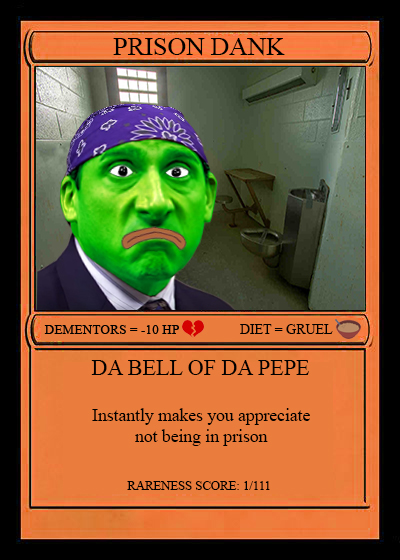 PRISON DANK
DEMENTORS = -10 HP
DIET = GRUEL
DA BELL OF DA PEPE
Instantly makes you appreciate
not being in prison
RARENESS SCORE: 1/111